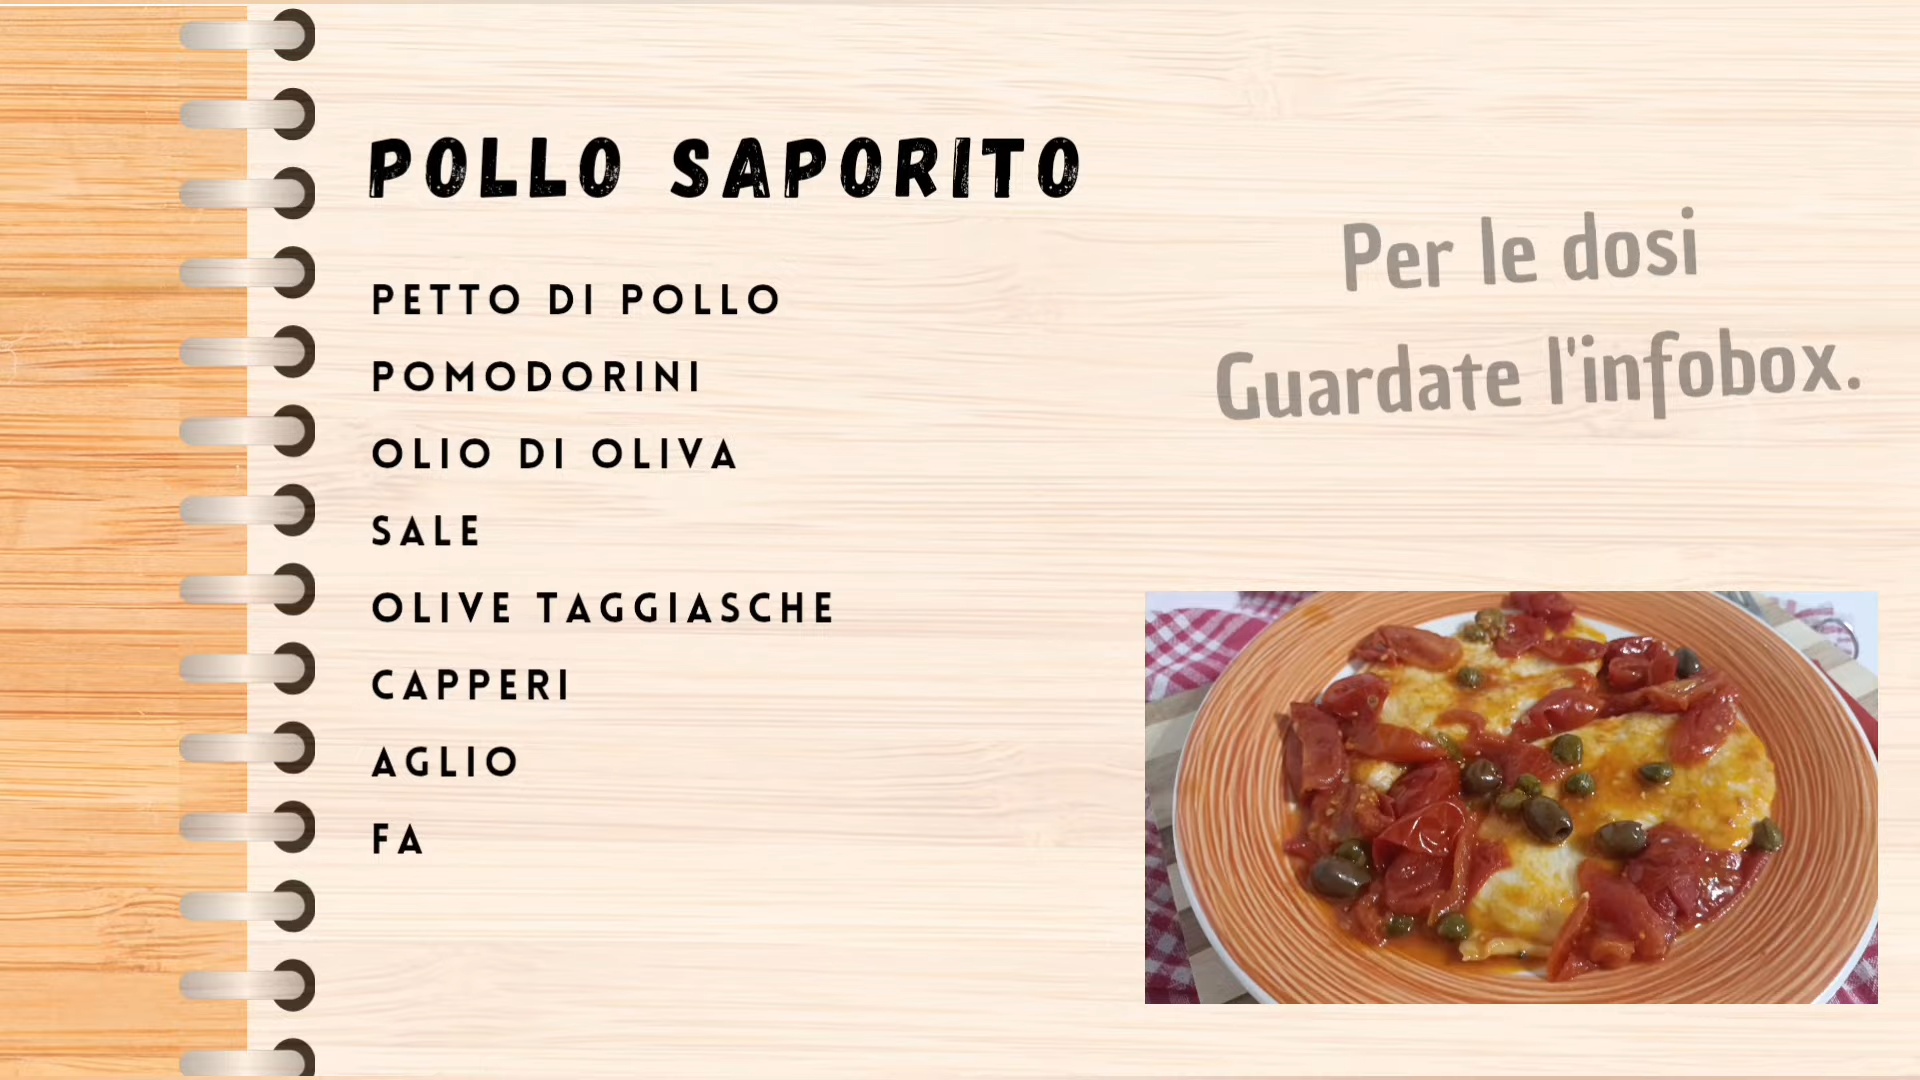 POLLO SAPORITO
PETTO DI POLLO
POMODORINI
OLIO DI OLIVA
SALE
OLIVE TAGGIASCHE
CAPPERI
AGLIO
FA
Per le dosi
Guardate l'infobox.